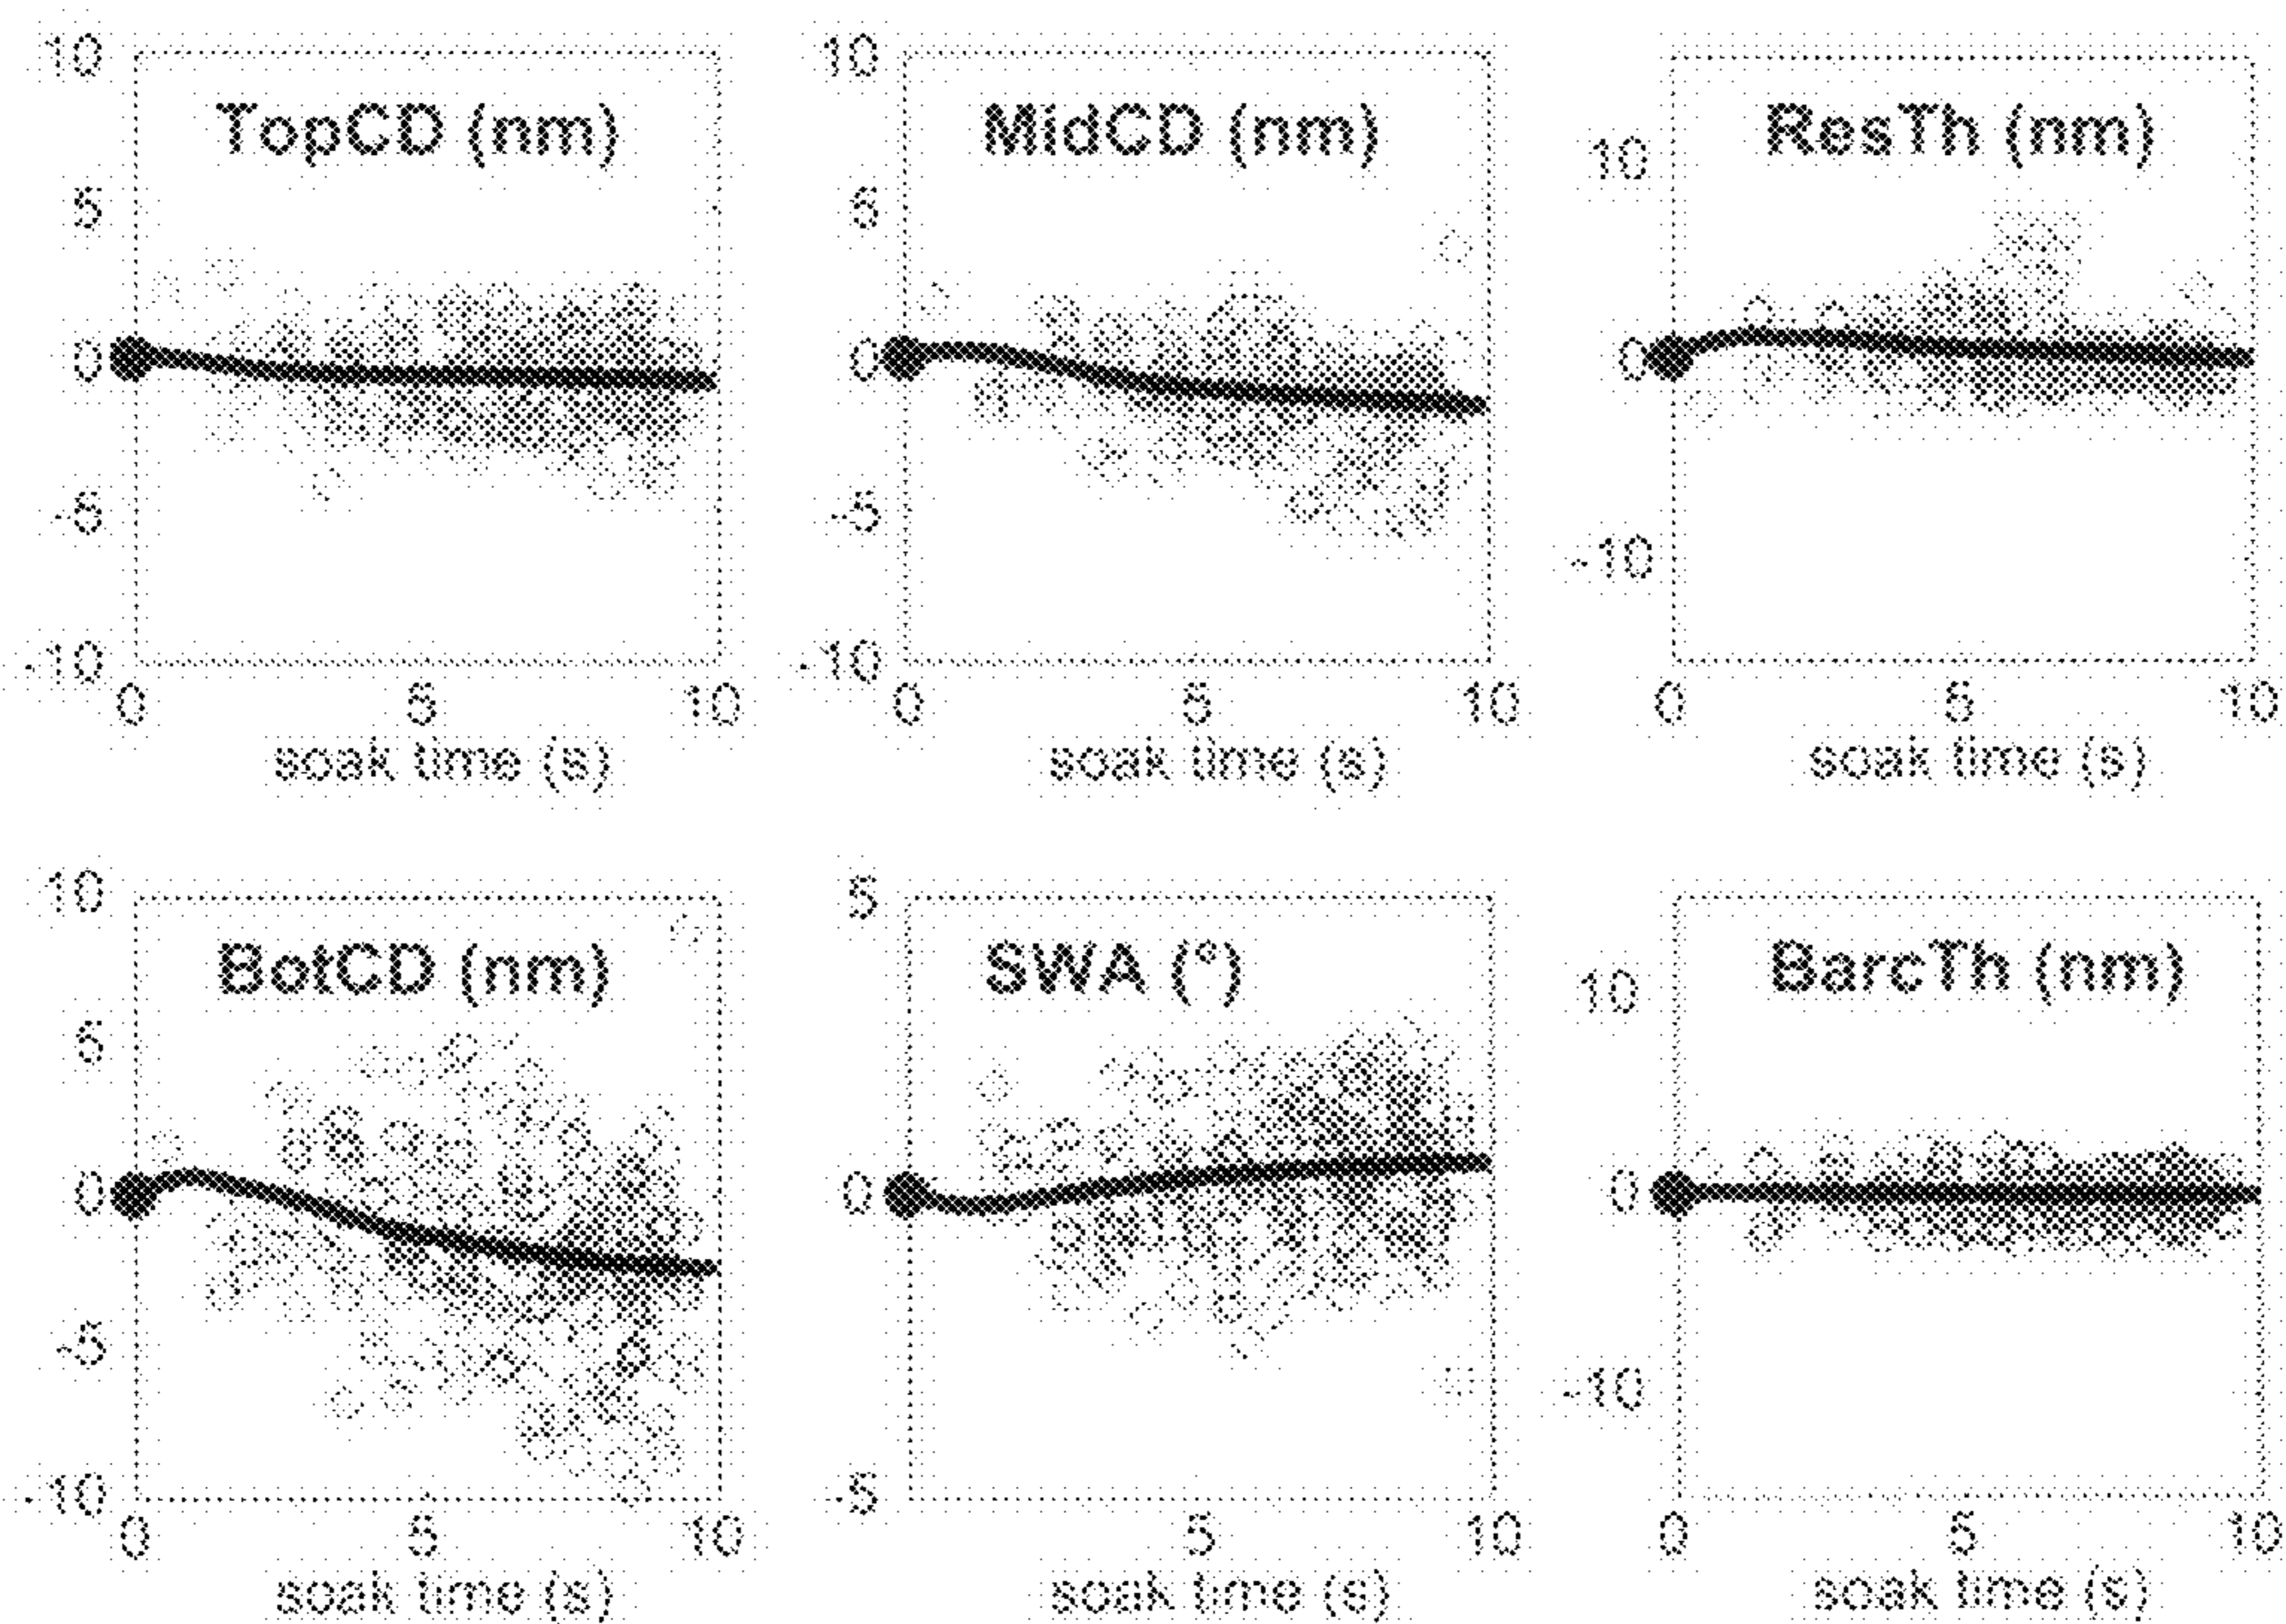 10
TopCD (nm)
5
0
-5
-10
0 5 10
soak time (s)
10
MidCD (nm)
5
0
-5
-10
0 5 10
soak time (s)
ResTh (nm)
10
0
-10
0 5 10
soak time (s)
10
BotCD (nm)
5
0
-5
-10
0 5 10
soak time (s)
5
SWA (°)
0
-5
5 10
soak time (s)
BarcTh (nm)
10
0
-10
0 5 10
soak time (s)